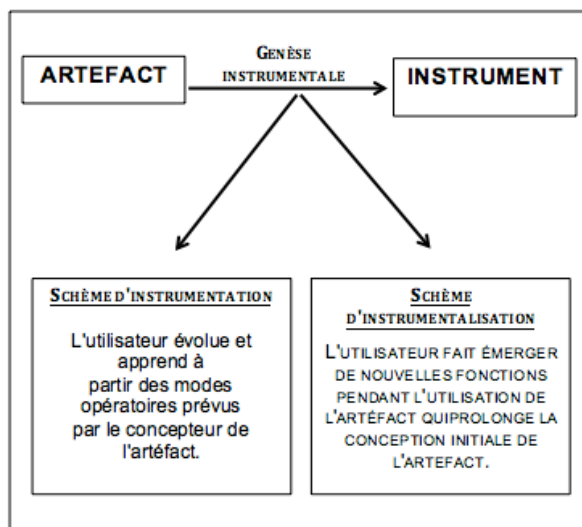 GENÈSE
INSTRUMENTALE
ARTEFACT
INSTRUMENT
SCHÈME D'INSTRUMENTATION
L'utilisateur évolue et
apprend à
partir des modes
opératoires prévus
par le concepteur de
l'artéfact.
SCHÈME
D'INSTRUMENTALISATION
L'UTILISATEUR FAIT ÉMERGER
DE NOUVELLES FONCTIONS
PENDANT L'UTILISATION DE
L'ARTÉFACT QUIPROLONGE LA
CONCEPTION INITIALE DE
L'ARTEFACT.